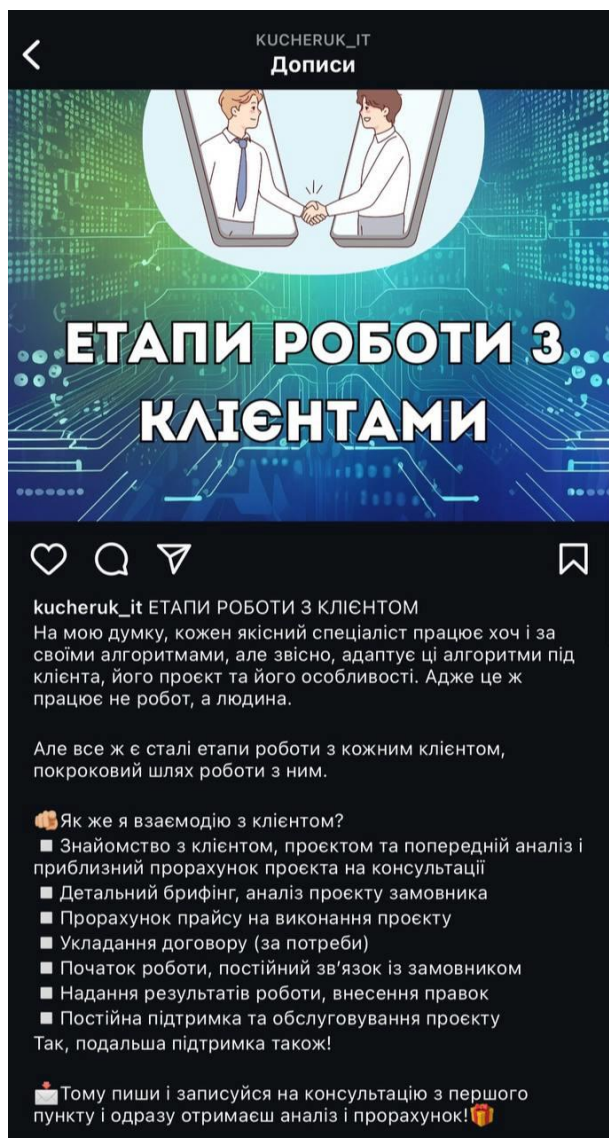 KUCHERUK_IT
Дописи
ЕТАПИ РОБОТИ З
КЛІЄНТАМИ
kucheruk_it ЕТАПИ РОБОТИ З КЛІЄНТОМ
На мою думку, кожен якісний спеціаліст працює хоч і за
своїми алгоритмами, але звісно, адаптує ці алгоритми під
клієнта, його проєкт та його особливості. Адже це ж
працює не робот, а людина.
Але все ж є сталі етапи роботи з кожним клієнтом,
покроковий шлях роботи з ним.
🫵🏼Як же я взаємодію з клієнтом?
◽Знайомство з клієнтом, проєктом та попередній аналіз і
приблизний прорахунок проєкта на консультації
◽Детальний брифінг, аналіз проєкту замовника
◽Прорахунок прайсу на виконання проєкту
◽Укладання договору (за потреби)
◽Початок роботи, постійний зв’язок із замовником
◽Надання результатів роботи, внесення правок
◽Постійна підтримка та обслуговування проєкту
Так, подальша підтримка також!
📩Тому пиши і записуйся на консультацію з першого
пункту і одразу отримаєш аналіз і прорахунок!🎁